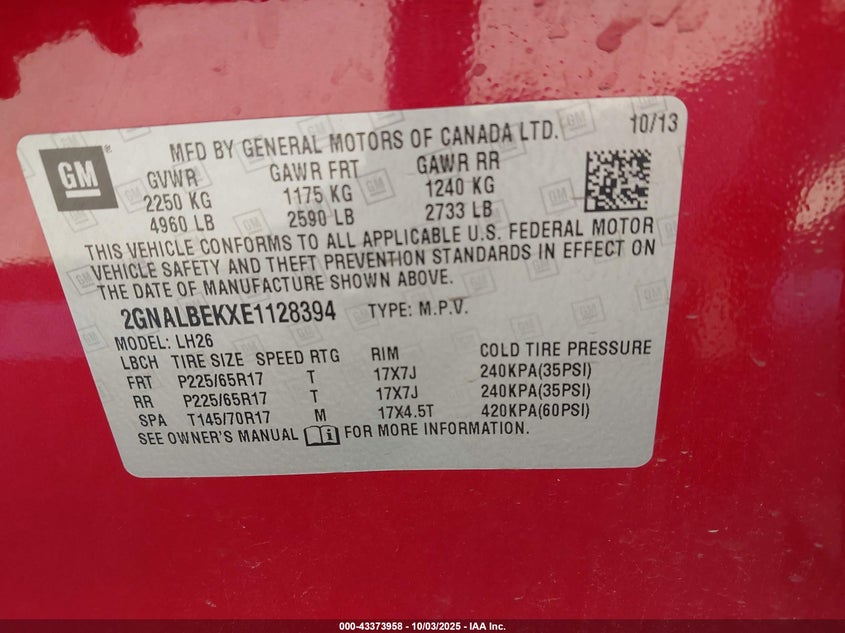 GM
MFD BY GENERAL MOTORS OF CANADA LTD. 10/13
GVWR GAWR FRT GAWR RR
2250 KG 1175 KG 1240 KG
4960 LB 2590 LB 2733 LB
THIS VEHICLE CONFORMS TO ALL APPLICABLE U.S. FEDERAL MOTOR
VEHICLE SAFETY AND THEFT PREVENTION STANDARDS IN EFFECT ON
THE DATE OF MANUFACTURE SHOWN ABOVE.
2GNALBEKXE1128394 TYPE: M.P.V.
MODEL: LH26
LBCH TIRE SIZE SPEED RTG RIM COLD TIRE PRESSURE
FRT P225/65R17 T 17X7J 240KPA(35PSI)
RR P225/65R17 T 17X7J 240KPA(35PSI)
SPA T145/70R17 M 17X4.5T 420KPA(60PSI)
SEE OWNER'S MANUAL i FOR MORE INFORMATION.
000-43373958 - 10/03/2025 - IAA Inc.